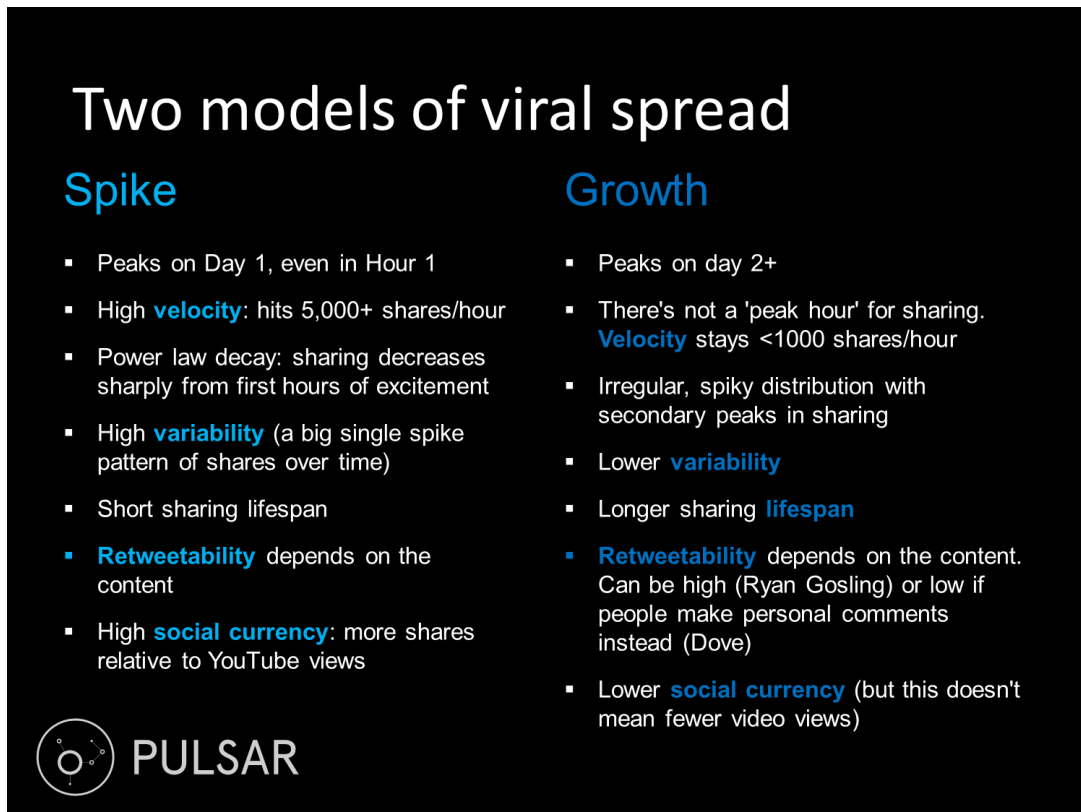 Two models of viral spread
Spike
▪ Peaks on Day 1, even in Hour 1
▪ High velocity: hits 5,000+ shares/hour
▪ Power law decay: sharing decreases
sharply from first hours of excitement
▪ High variability (a big single spike
pattern of shares over time)
▪ Short sharing lifespan
▪ Retweetability depends on the
content
▪ High social currency: more shares
relative to YouTube views
Growth
▪ Peaks on day 2+
▪ There's not a 'peak hour' for sharing.
Velocity stays <1000 shares/hour
▪ Irregular, spiky distribution with
secondary peaks in sharing
▪ Lower variability
▪ Longer sharing lifespan
▪ Retweetability depends on the content.
Can be high (Ryan Gosling) or low if
people make personal comments
instead (Dove)
▪ Lower social currency (but this doesn't
mean fewer video views)
PULSAR